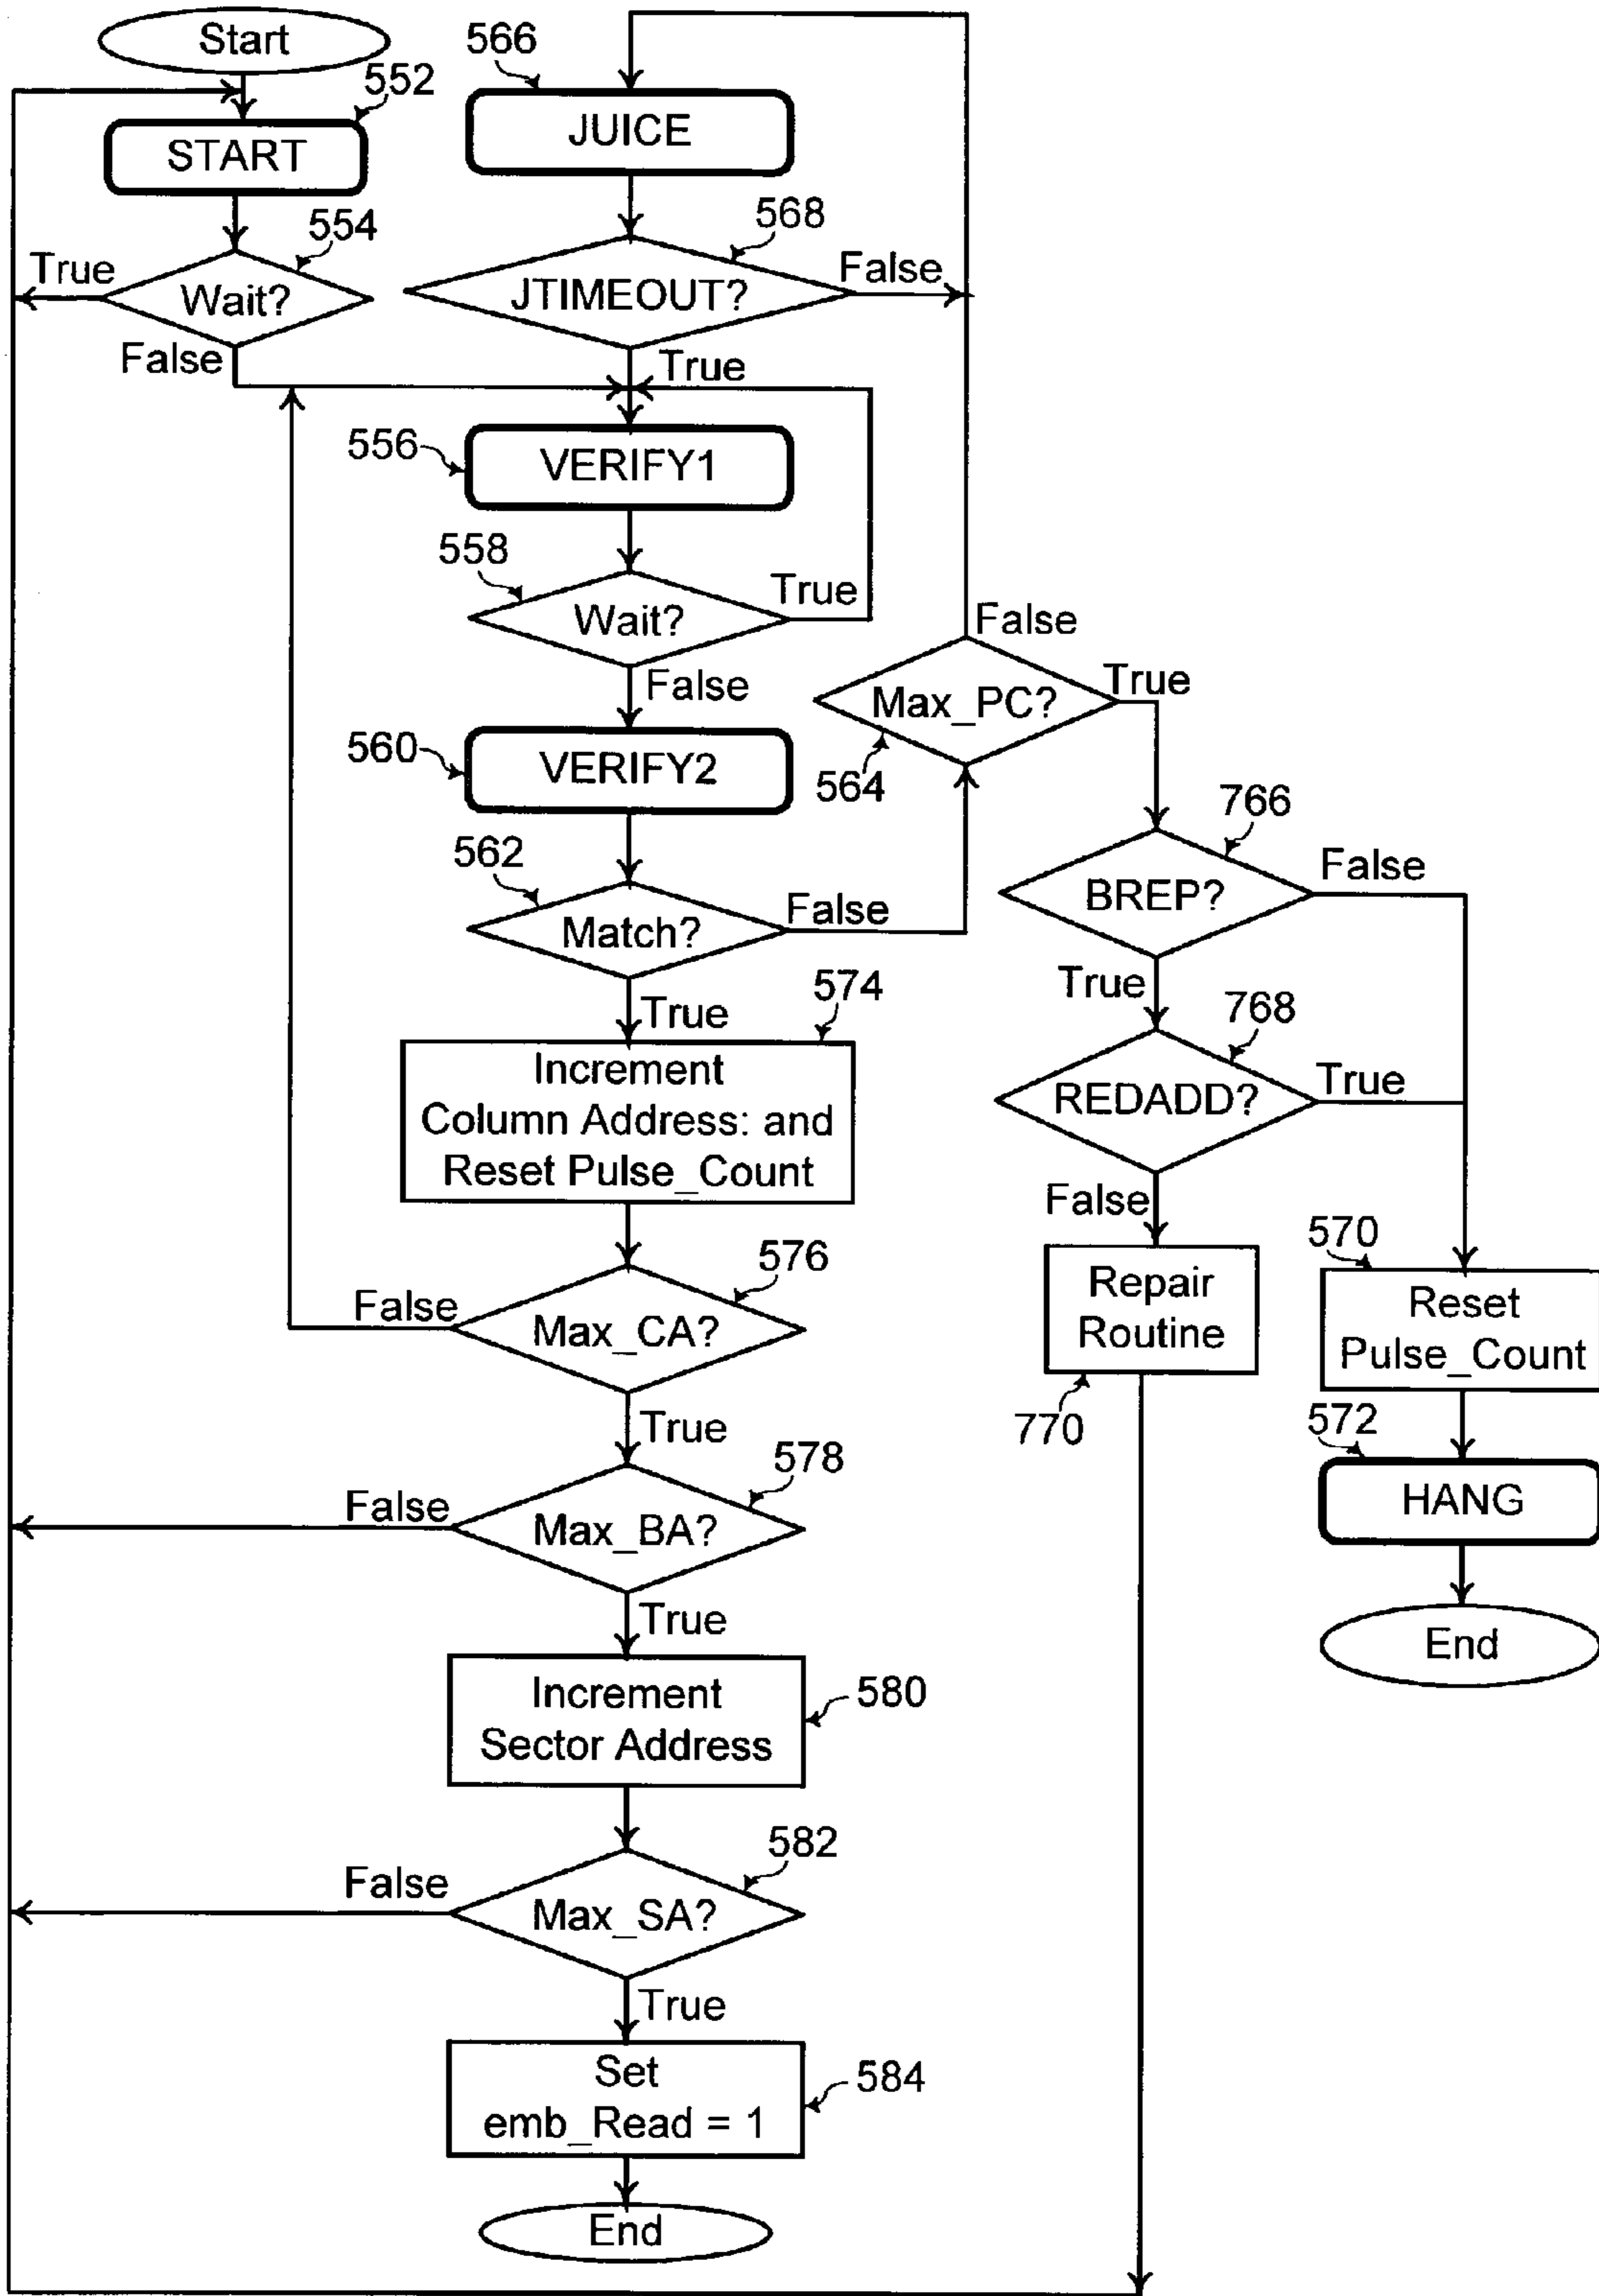 Start
552
START
554
True
Wait?
False
566
JUICE
568
JTIMEOUT?
False
True
556
VERIFY1
558
Wait?
True
False
560
VERIFY2
562
Match?
False
True
Max_PC?
False
True
564
766
BREP?
False
True
768
REDADD?
True
False
Repair
Routine
770
570
Reset
Pulse_Count
572
HANG
End
574
Increment
Column Address: and
Reset Pulse_Count
576
False
Max_CA?
True
578
False
Max_BA?
True
Increment
Sector Address
580
582
False
Max_SA?
True
Set
emb_Read = 1
584
End